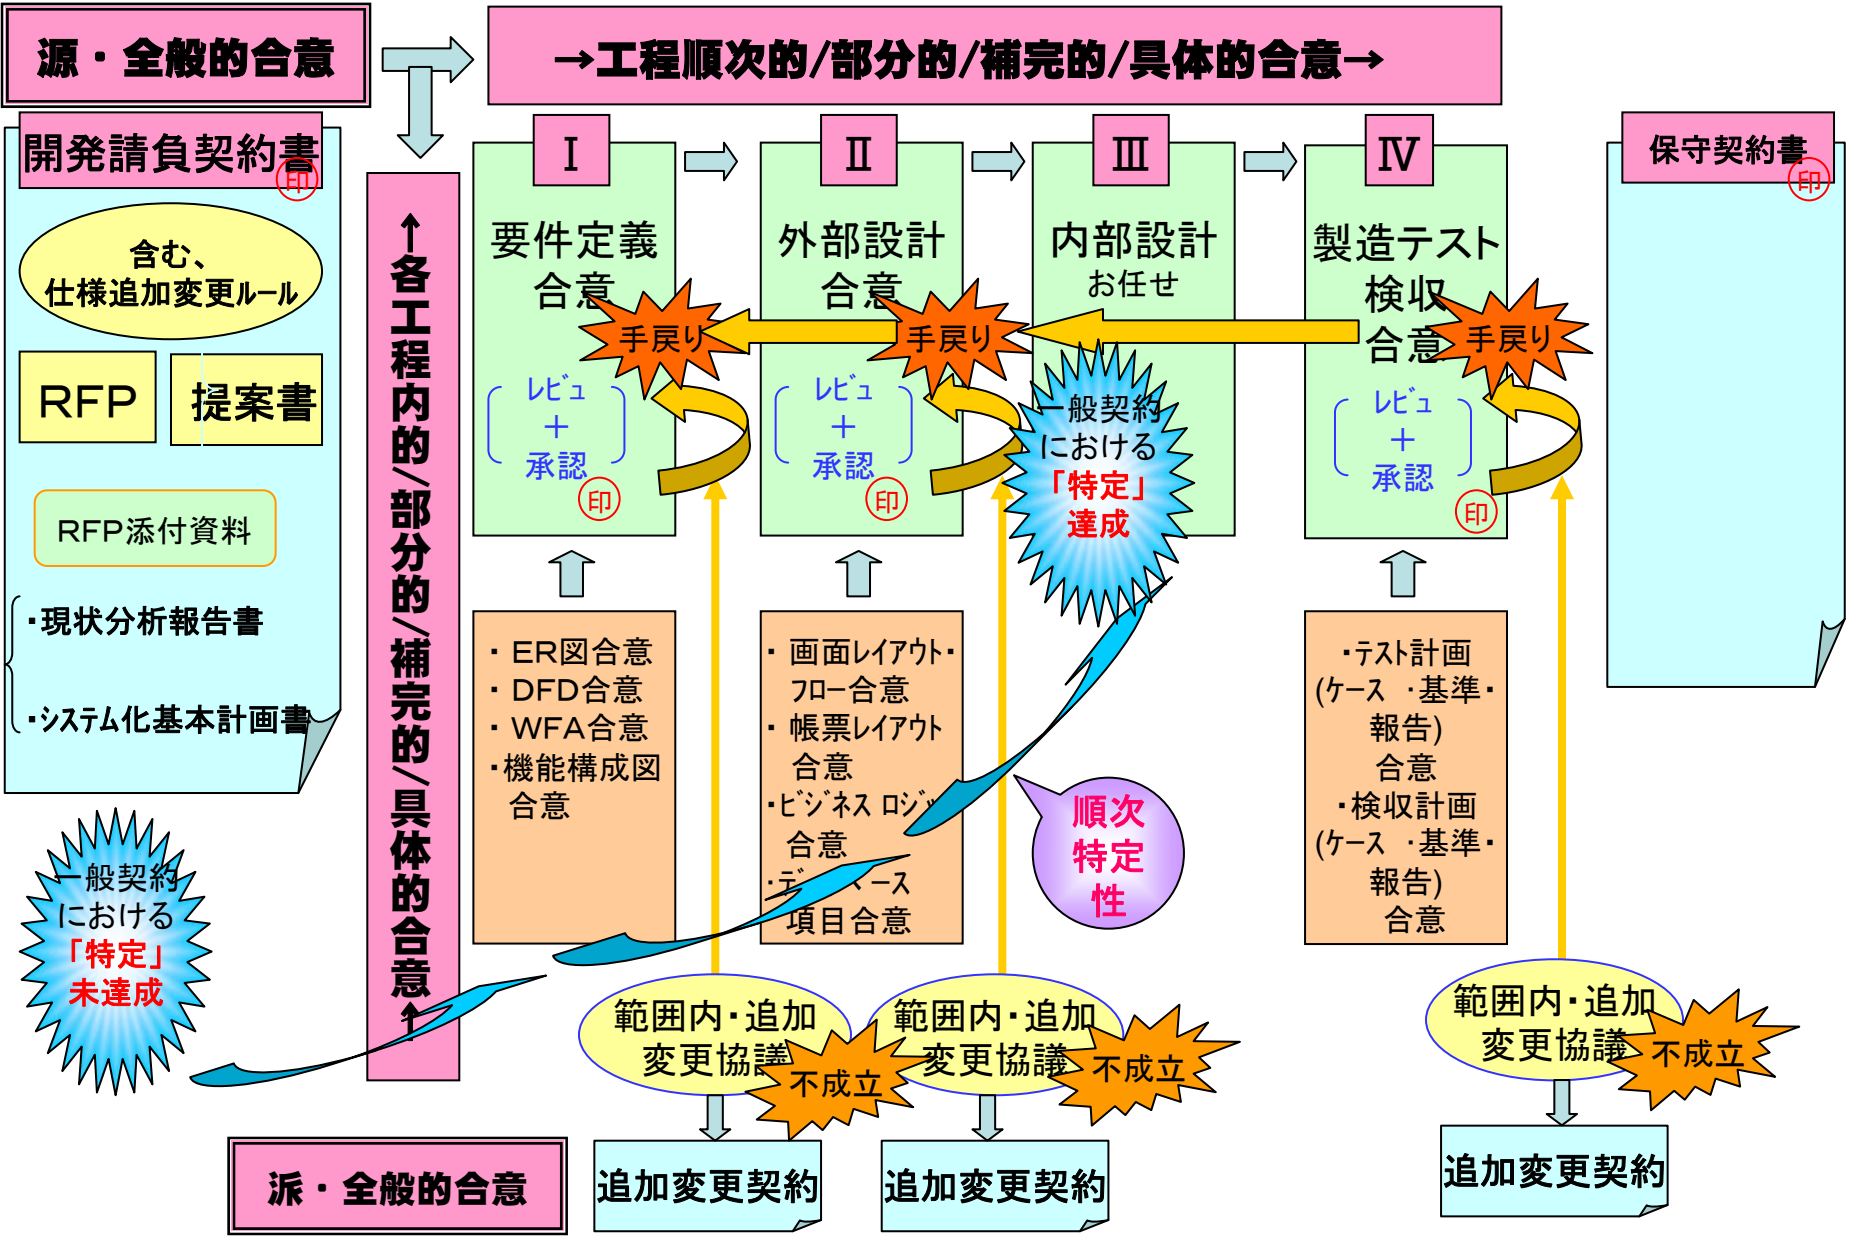 源・全般的合意
→工程順次的/部分的/補完的/具体的合意→
開発請負契約書
印
含む、
仕様追加変更ルール
RFP
提案書
RFP添付資料
・現状分析報告書
・システム化基本計画書
一般契約
における
「特定」
未達成
←各工程内的/部分的/補完的/具体的合意→
Ⅰ
要件定義
合意
手戻り
レビュ
+
承認
印
・ ER図合意
・ DFD合意
・ WFA合意
・機能構成図
合意
Ⅱ
外部設計
合意
手戻り
レビュ
+
承認
印
・ 画面レイアウト・
フロー合意
・ 帳票レイアウト
合意
・ビジネス ロジック
合意
・データベース
項目合意
Ⅲ
内部設計
お任せ
一般契約
における
「特定」
達成
順次
特定
性
Ⅳ
製造テスト
検収
合意
手戻り
レビュ
+
承認
印
・テスト計画
(ケース ・基準・
報告)
合意
・検収計画
(ケース ・基準・
報告)
合意
保守契約書
印
範囲内・追加
変更協議
不成立
範囲内・追加
変更協議
不成立
範囲内・追加
変更協議
不成立
派・全般的合意
追加変更契約
追加変更契約
追加変更契約